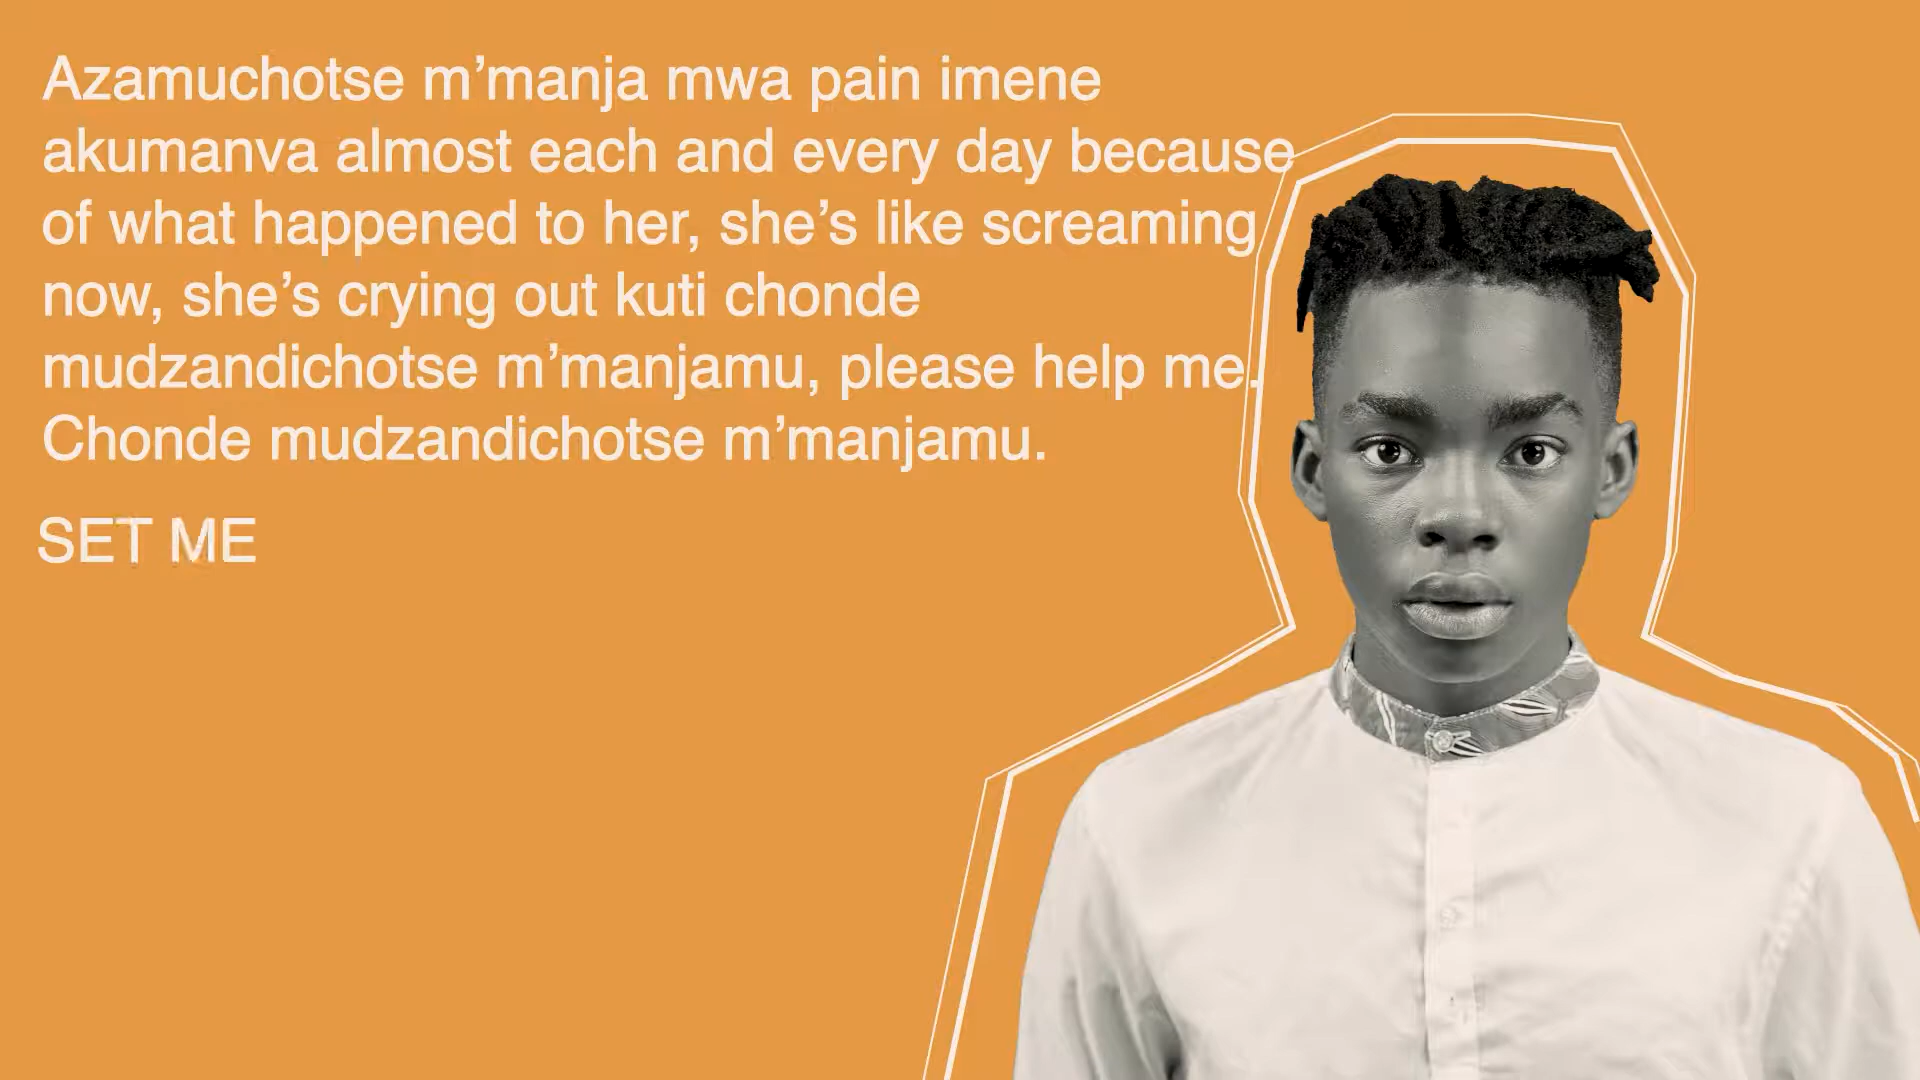 Azamuchotse m’manja mwa pain imene
akumanva almost each and every day because
of what happened to her, she’s like screaming
now, she’s crying out kuti chonde
mudzandichotse m’manjamu, please help me.
Chonde mudzandichotse m’manjamu.
SET ME